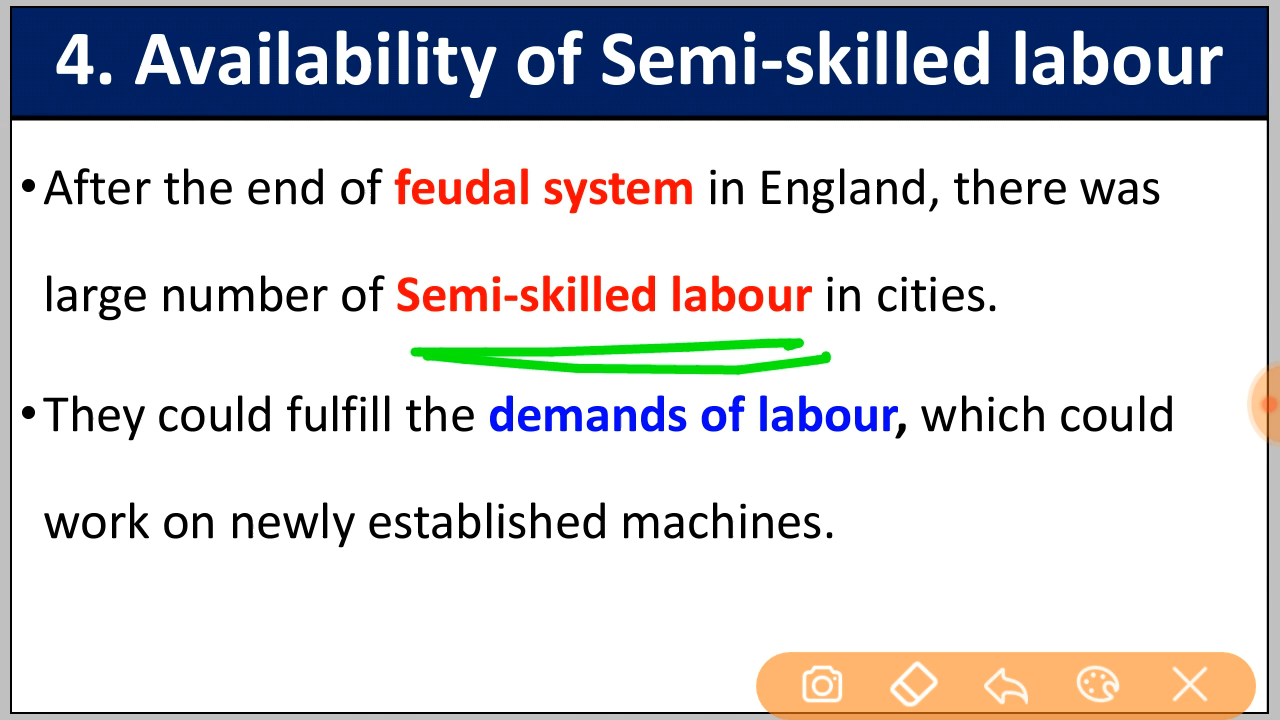 4. Availability of Semi-skilled labour
•After the end of feudal system in England, there was
large number of Semi-skilled labour in cities.
•They could fulfill the demands of labour, which could
work on newly established machines.